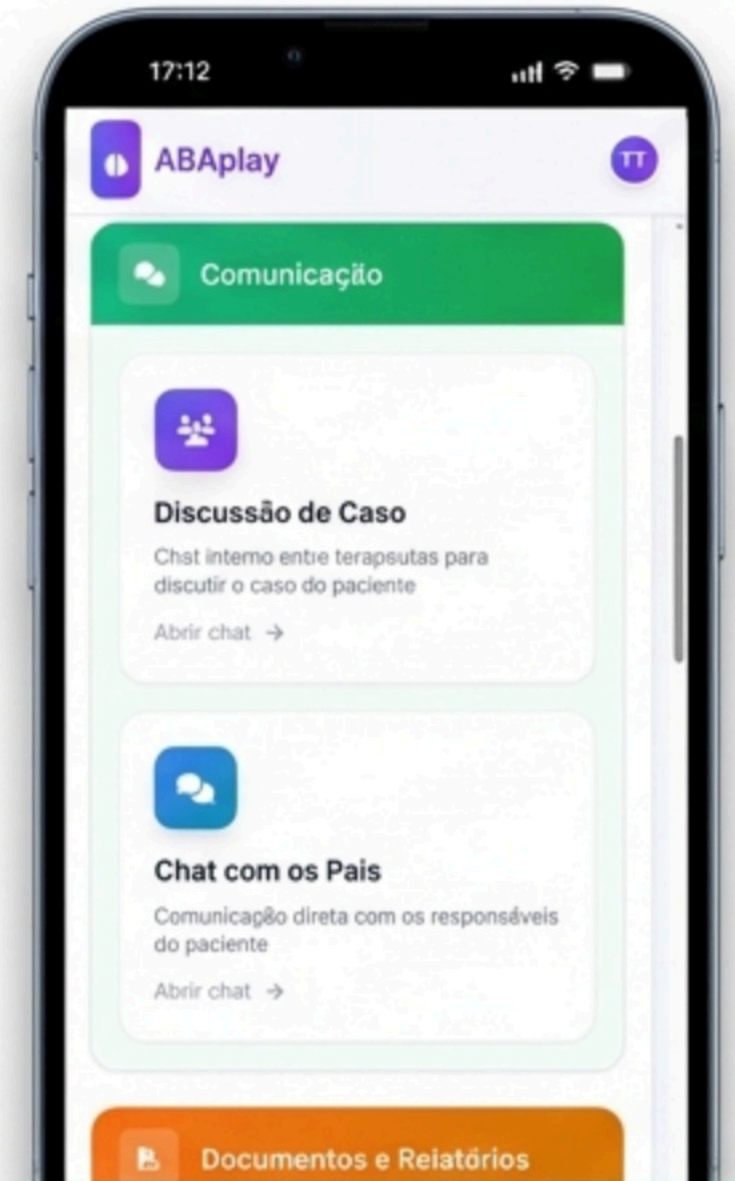 17:12
ABAplay
TT
Comunicação
Discussão de Caso
Chst intemo entre terapsutas para
discutir o caso do paciente
Abrir chat →
Chat com os Pais
Comunicação direta com os responsáveis
do paciente
Abrir chat →
Documentos e Relatórios